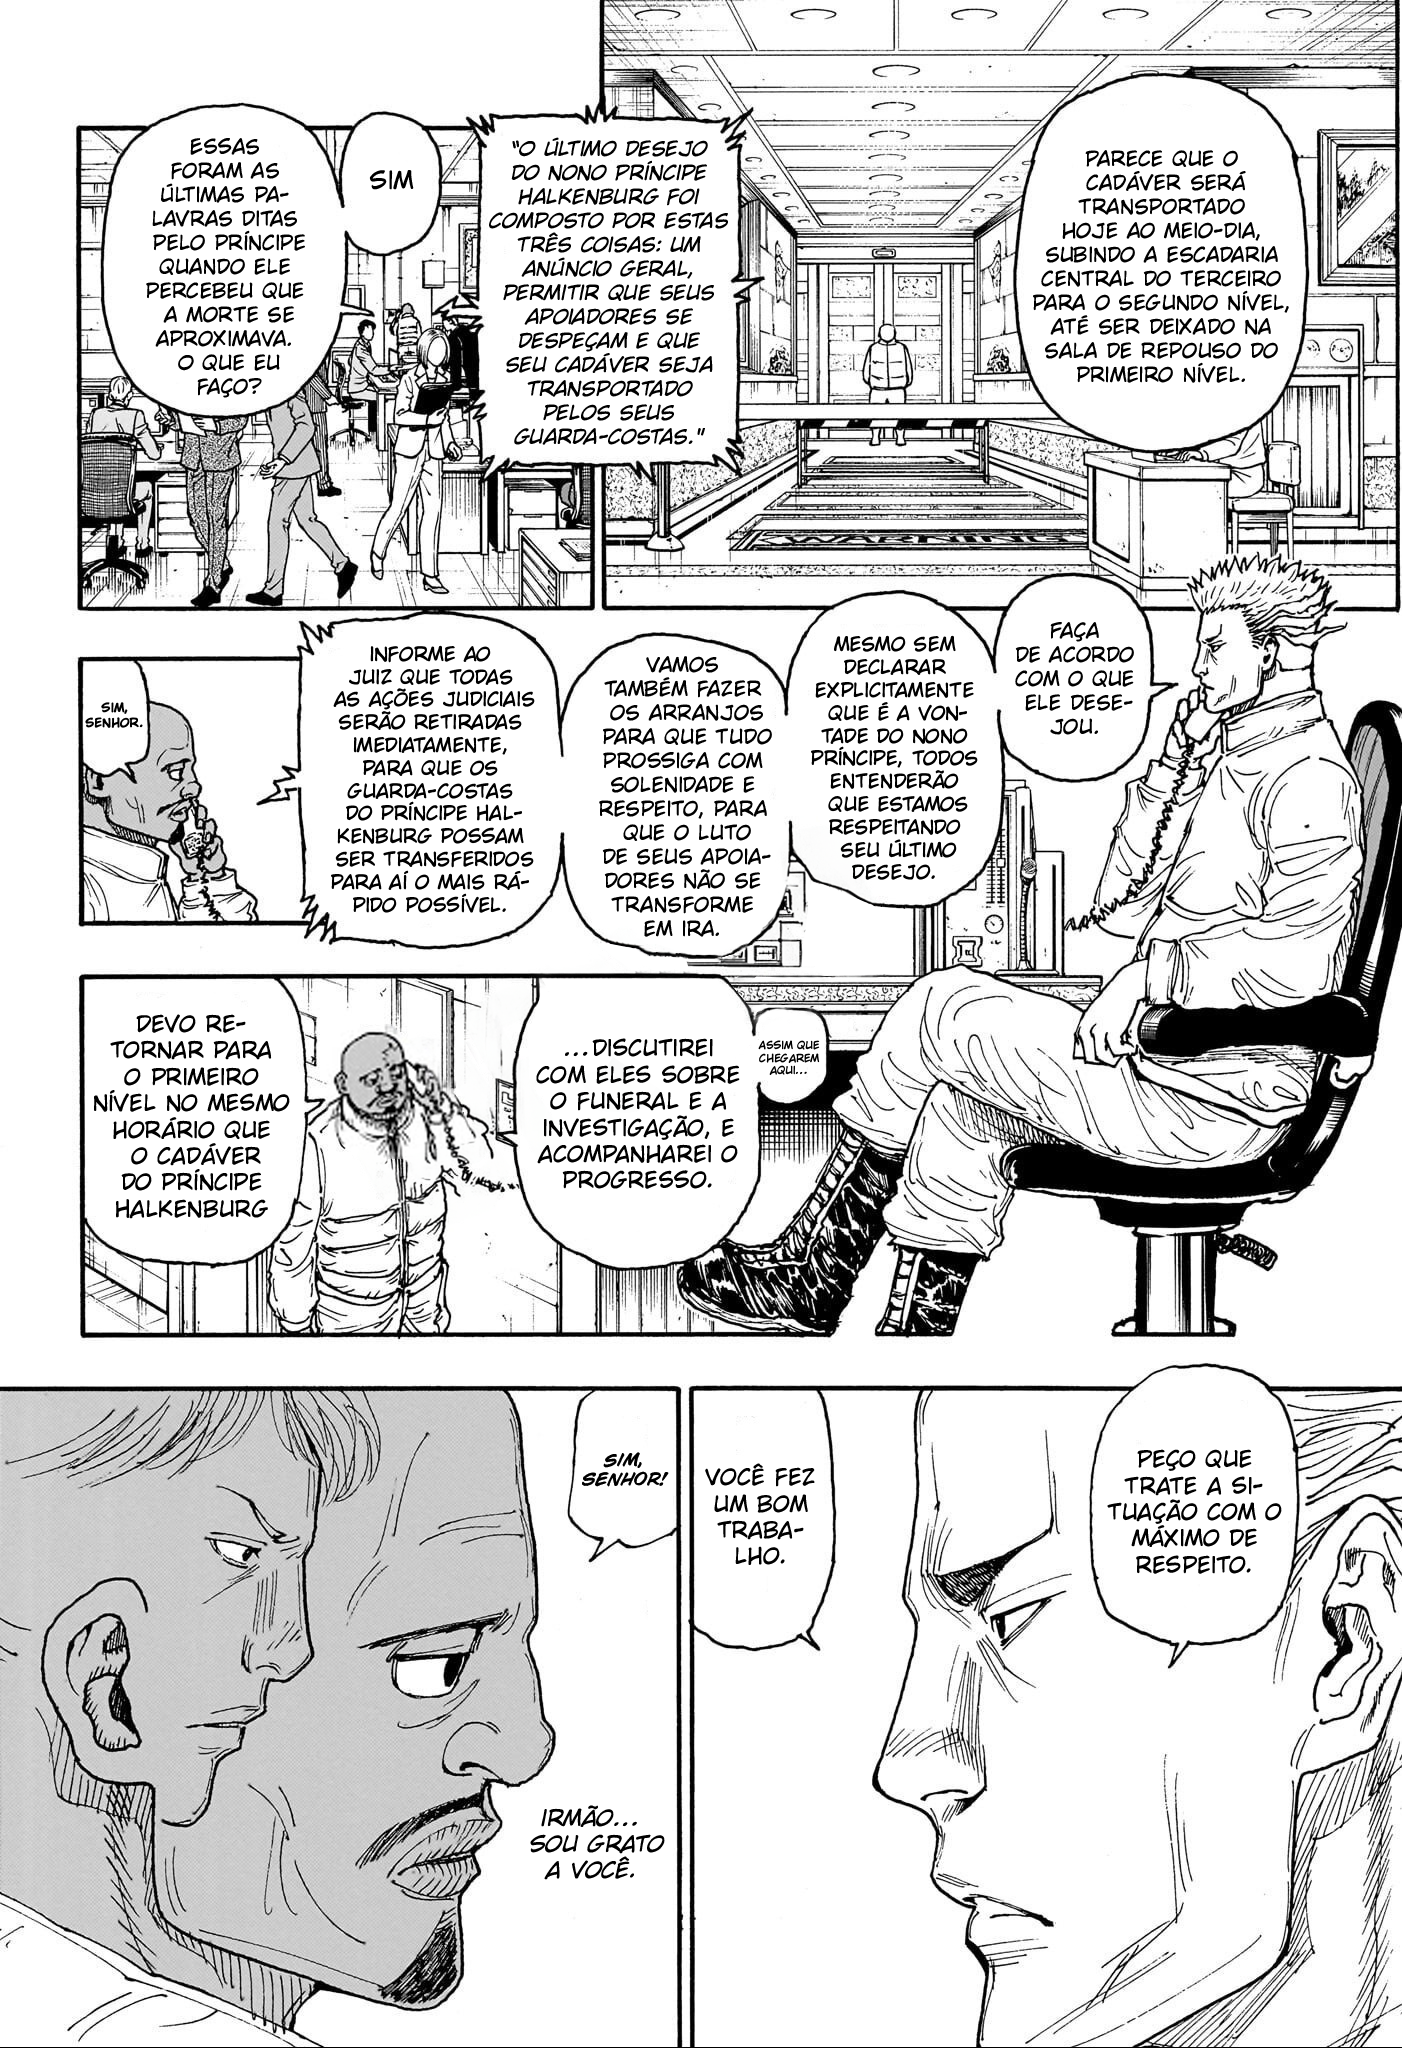 PARECE QUE O
CADÁVER SERÁ
TRANSPORTADO
HOJE AO MEIO-DIA,
SUBINDO A ESCADARIA
CENTRAL DO TERCEIRO
PARA O SEGUNDO NÍVEL,
ATÉ SER DEIXADO NA
SALA DE REPOUSO DO
PRIMEIRO NÍVEL.
WARNING
"O ÚLTIMO DESEJO
DO NONO PRÍNCIPE
HALKENBURG FOI
COMPOSTO POR ESTAS
TRÊS COISAS: UM
ANÚNCIO GERAL,
PERMITIR QUE SEUS
APOIADORES SE
DESPEÇAM E QUE
SEU CADÁVER SEJA
TRANSPORTADO
PELOS SEUS
GUARDA-COSTAS."
SIM
ESSAS
FORAM AS
ÚLTIMAS PA-
LAVRAS DITAS
PELO PRÍNCIPE
QUANDO ELE
PERCEBEU QUE
A MORTE SE
APROXIMAVA.
O QUE EU
FAÇO?
FAÇA
DE ACORDO
COM O QUE
ELE DESE-
JOU.
MESMO SEM
DECLARAR
EXPLICITAMENTE
QUE É A VON-
TADE DO NONO
PRÍNCIPE, TODOS
ENTENDERÃO
QUE ESTAMOS
RESPEITANDO
SEU ÚLTIMO
DESEJO.
VAMOS
TAMBÉM FAZER
OS ARRANJOS
PARA QUE TUDO
PROSSIGA COM
SOLENIDADE E
RESPEITO, PARA
QUE O LUTO
DE SEUS APOIA-
DORES NÃO SE
TRANSFORME
EM IRA.
INFORME AO
JUIZ QUE TODAS
AS AÇÕES JUDICIAIS
SERÃO RETIRADAS
IMEDIATAMENTE,
PARA QUE OS
GUARDA-COSTAS
DO PRÍNCIPE HAL-
KENBURG POSSAM
SER TRANSFERIDOS
PARA AÍ O MAIS RÁ-
PIDO POSSÍVEL.
SIM,
SENHOR.
ASSIM QUE
CHEGAREM
AQUI...
...DISCUTIREI
COM ELES SOBRE
O FUNERAL E A
INVESTIGAÇÃO, E
ACOMPANHAREI O
PROGRESSO.
DEVO RE-
TORNAR PARA
O PRIMEIRO
NÍVEL NO MESMO
HORÁRIO QUE
O CADÁVER
DO PRÍNCIPE
HALKENBURG
PEÇO QUE
TRATE A SI-
TUAÇÃO COM O
MÁXIMO DE
RESPEITO.
VOCÊ FEZ
UM BOM
TRABA-
LHO.
SIM,
SENHOR!
IRMÃO...
SOU GRATO
A VOCÊ.